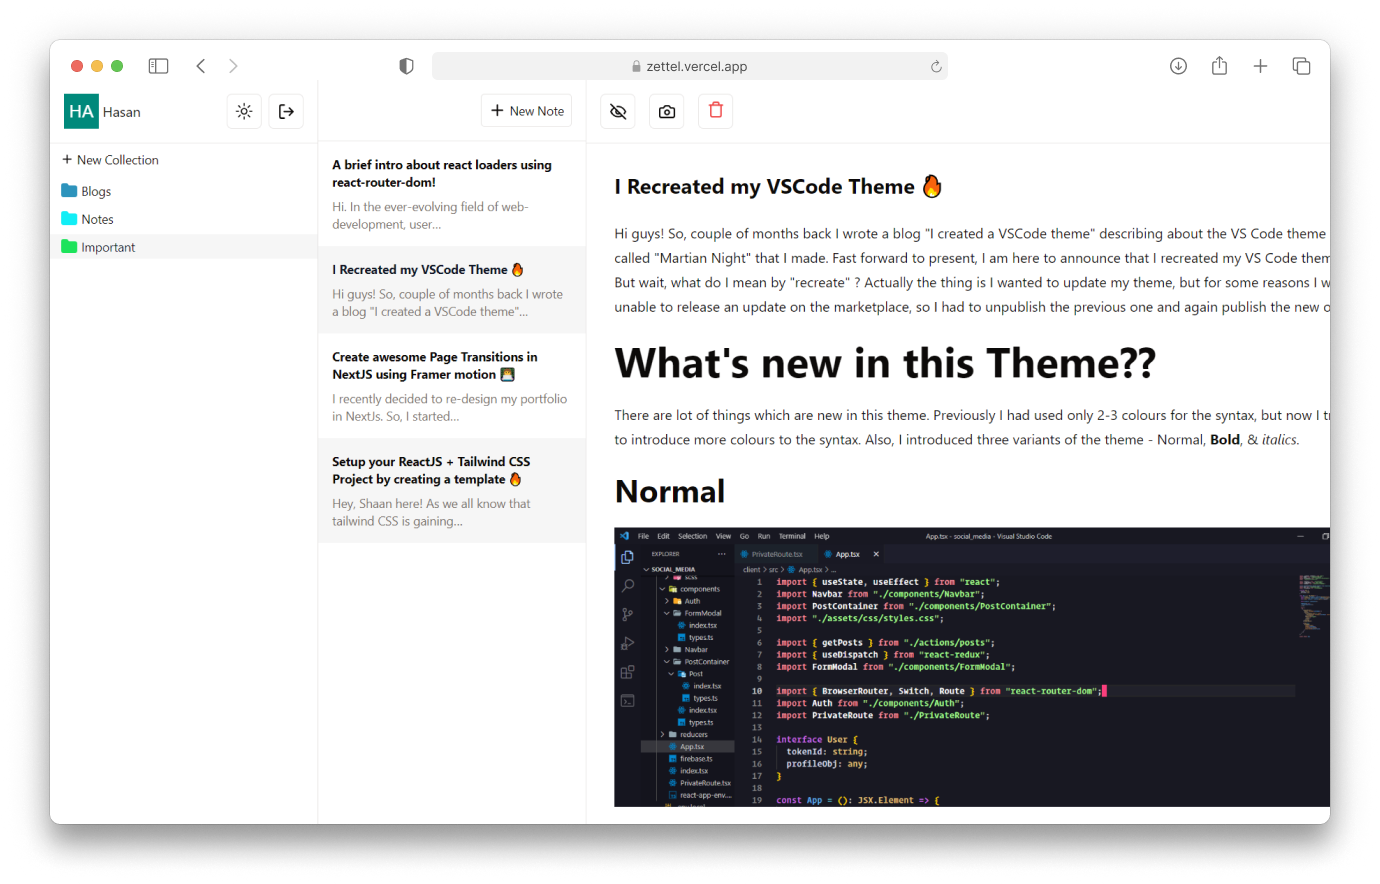 zettel.vercel.app
HA Hasan
New Collection
Blogs
Notes
Important
New Note
A brief intro about react loaders using
react-router-dom!
Hi. In the ever-evolving field of web-
development, user...
I Recreated my VSCode Theme 🔥
Hi guys! So, couple of months back I wrote
a blog "I created a VSCode theme"...
Create awesome Page Transitions in
NextJS using Framer motion
I recently decided to re-design my portfolio
in NextJs. So, I started...
Setup your ReactJS + Tailwind CSS
Project by creating a template 🔥
Hey, Shaan here! As we all know that
tailwind CSS is gaining...
I Recreated my VSCode Theme 🔥
Hi guys! So, couple of months back I wrote a blog "I created a VSCode theme" describing about the VS Code theme
called "Martian Night" that I made. Fast forward to present, I am here to announce that I recreated my VS Code them
But wait, what do I mean by "recreate" ? Actually the thing is I wanted to update my theme, but for some reasons I w
unable to release an update on the marketplace, so I had to unpublish the previous one and again publish the new o
What's new in this Theme??
There are lot of things which are new in this theme. Previously I had used only 2-3 colours for the syntax, but now I tr
to introduce more colours to the syntax. Also, I introduced three variants of the theme - Normal, Bold, & italics.
Normal
File Edit Selection View Go Run Terminal Help
App.tsx - social_media - Visual Studio Code
EXPLORER ...
SOCIAL_MEDIA
scss
components
Auth
FormModal
index.tsx
types.ts
Navbar
PostContainer
Post
index.tsx
types.ts
index.tsx
types.ts
reducers
App.tsx
firebase.ts
index.tsx
PrivateRoute.tsx
react-app-env...
PrivateRoute.tsx
App.tsx
client > src > App.tsx > ...
1 import { useState, useEffect } from "react";
2 import Navbar from "./components/Navbar";
3 import PostContainer from "./components/PostContainer";
4 import "./assets/css/styles.css";
5
6 import { getPosts } from "./actions/posts";
7 import { useDispatch } from "react-redux";
8 import FormModal from "./components/FormModal";
9
10 import { BrowserRouter, Switch, Route } from "react-router-dom";
11 import Auth from "./components/Auth";
12 import PrivateRoute from "./PrivateRoute";
13
14 interface User {
15 tokenId: string;
16 profileObj: any;
17 }
18
19 const App = (): JSX.Element => {